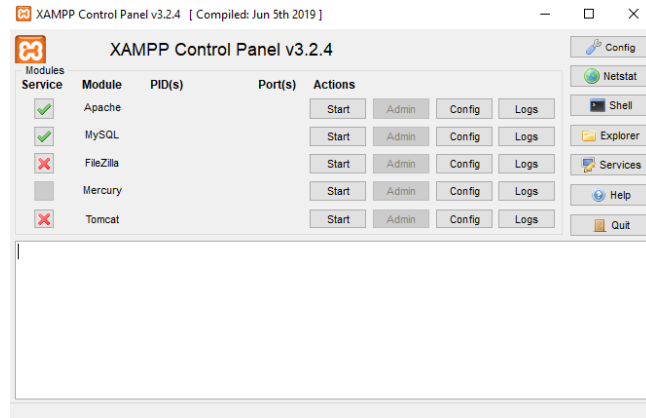 XAMPP Control Panel v3.2.4 [ Compiled: Jun 5th 2019 ]
XAMPP Control Panel v3.2.4
Config
Modules
Netstat
Service Module PID(s) Port(s) Actions
Apache Start Admin Config Logs
Shell
MySQL Start Admin Config Logs
Explorer
FileZilla Start Admin Config Logs
Services
Mercury Start Admin Config Logs
Help
Tomcat Start Admin Config Logs
Quit